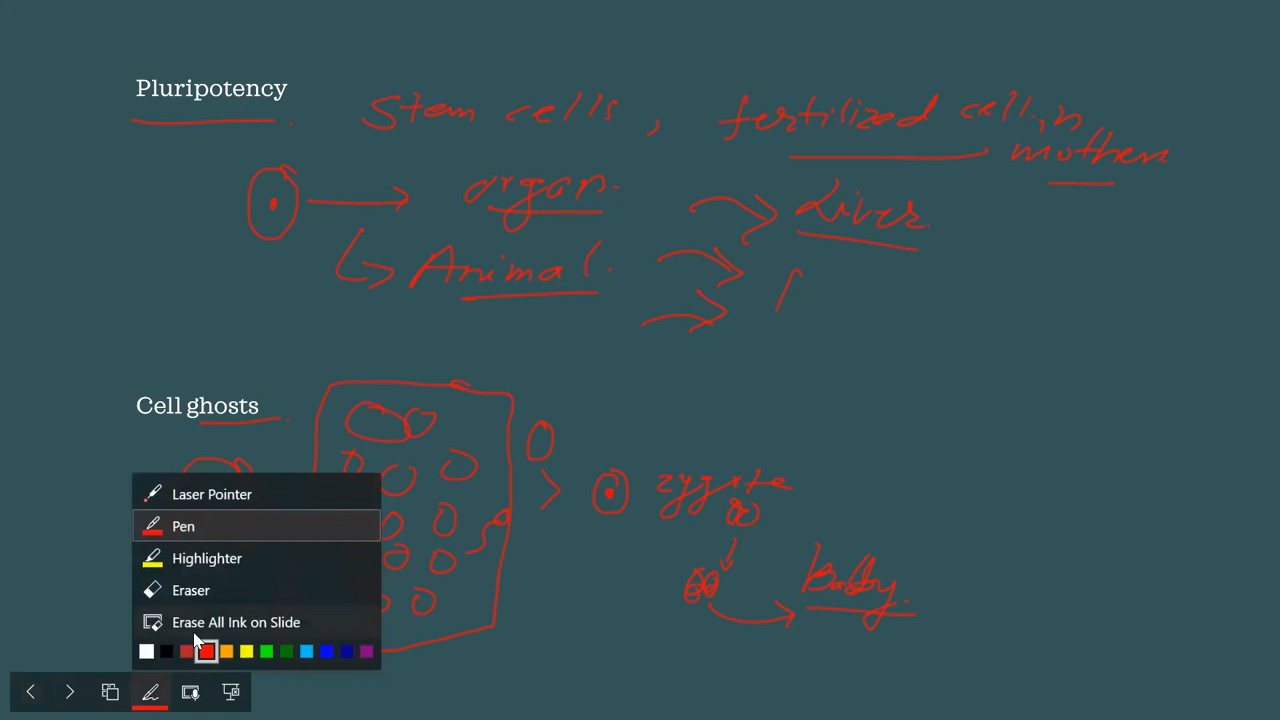 Pluripotency
Stem cells, fertilized cell, in
mothers
organ.
Liver.
Animal.
Cell ghosts
zygote
Baby.
Laser Pointer
Pen
Highlighter
Eraser
Erase All Ink on Slide